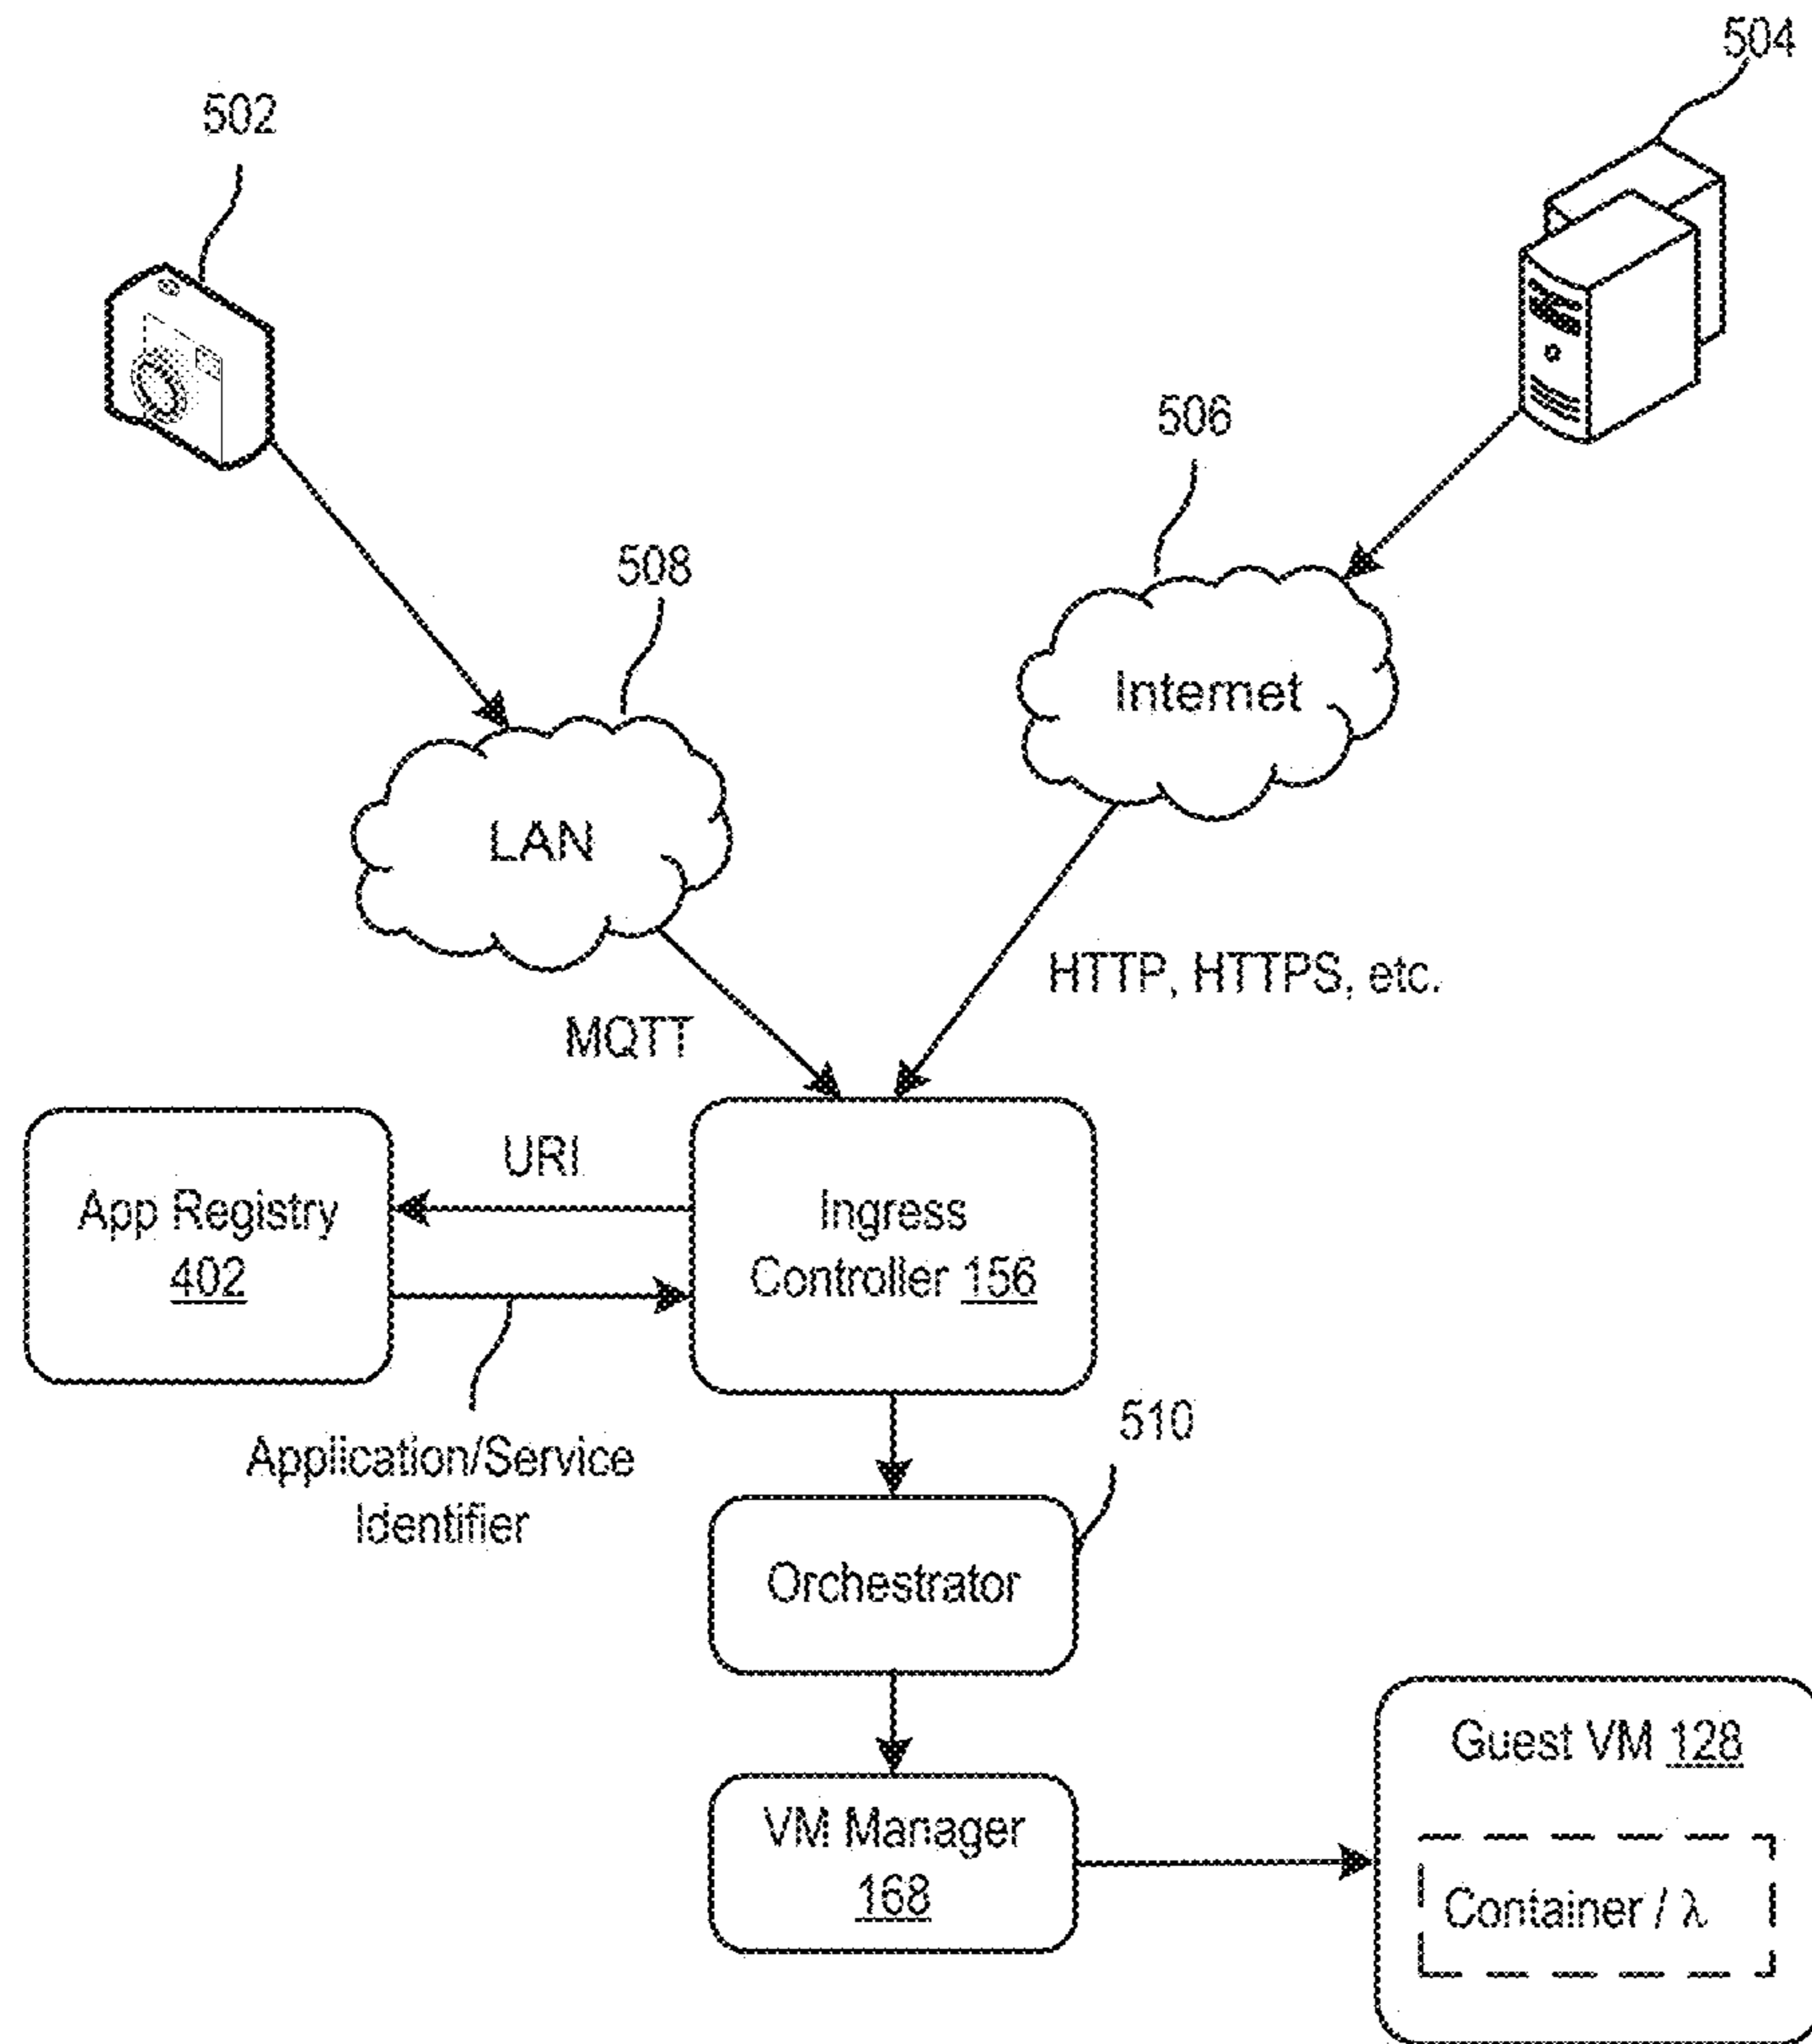 504
502
506
508
Internet
LAN
HTTP, HTTPS, etc.
MQTT
URI
App Registry
402
Ingress
Controller 156
Application/Service
Identifier
510
Orchestrator
Guest VM 128
VM Manager
168
Container / λ